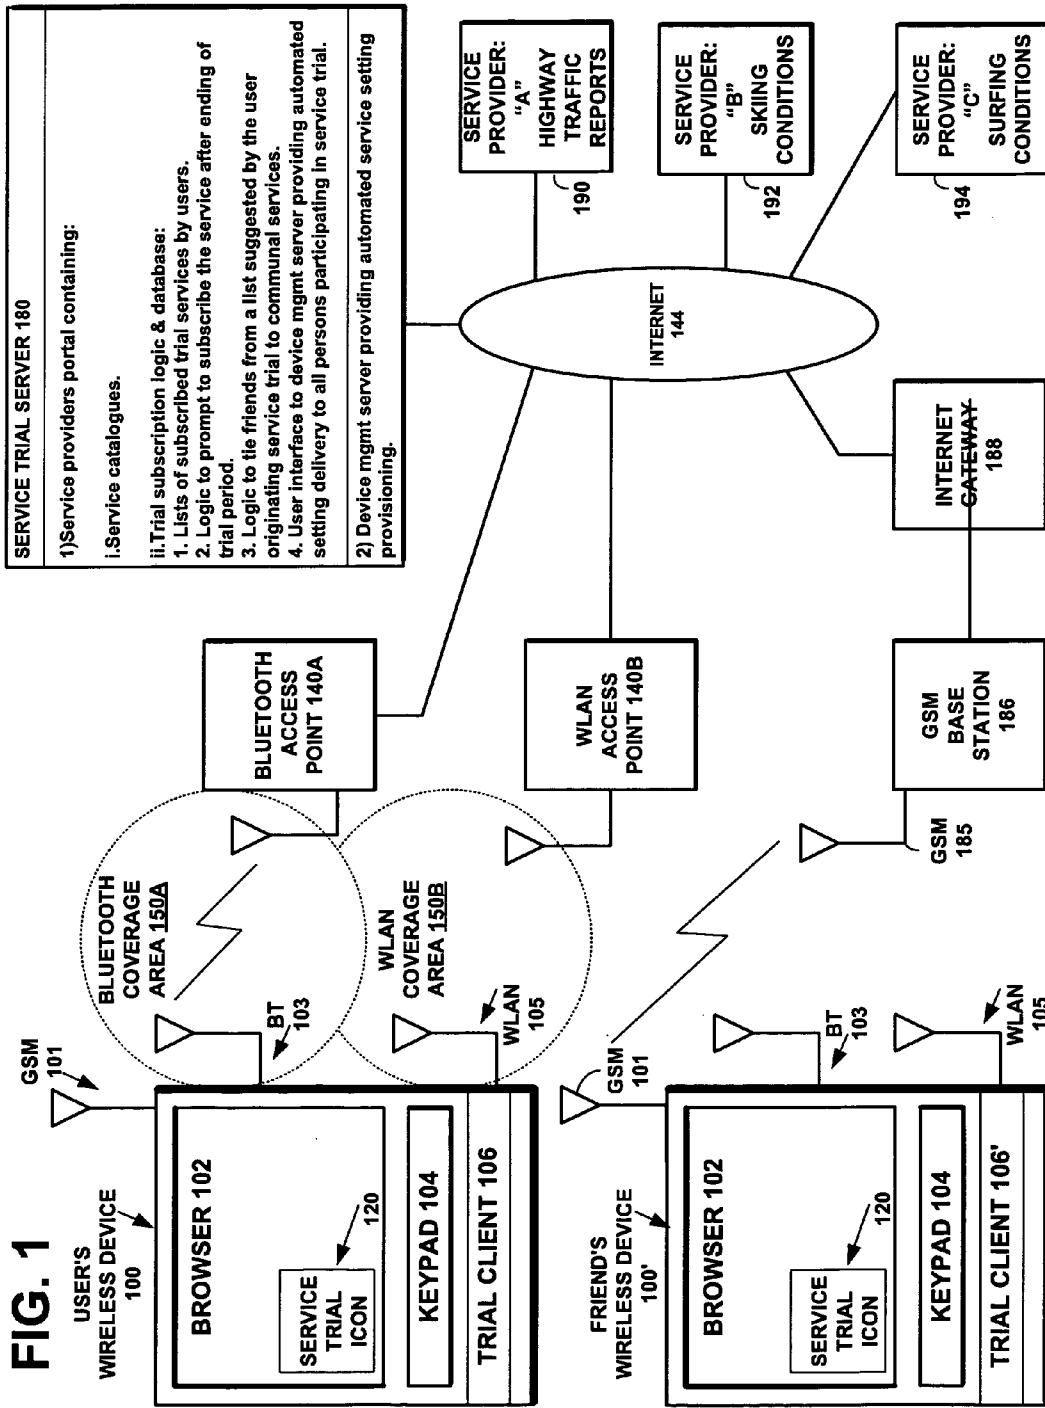 FIG. 1
USER'S
WIRELESS DEVICE
100
GSM
101
BROWSER 102
SERVICE
TRIAL
ICON
120
KEYPAD 104
TRIAL CLIENT 106
BT
103
WLAN
105
BLUETOOTH
COVERAGE
AREA 150A
WLAN
COVERAGE
AREA 150B
BLUETOOTH
ACCESS
POINT 140A
WLAN
ACCESS
POINT 140B
SERVICE TRIAL SERVER 180
1)Service providers portal containing:
i.Service catalogues.
ii.Trial subscription logic & database:
1. Lists of subscribed trial services by users.
2. Logic to prompt to subscribe the service after ending of
trial period.
3. Logic to tie friends from a list suggested by the user
originating service trial to communal services.
4. User interface to device mgmt server providing automated
setting delivery to all persons participating in service trial.
2) Device mgmt server providing automated service setting
provisioning.
FRIEND'S
WIRELESS DEVICE
100'
GSM
101
BROWSER 102
SERVICE
TRIAL
ICON
120
KEYPAD 104
TRIAL CLIENT 106'
BT
103
WLAN
105
GSM
185
GSM
BASE
STATION
186
INTERNET
GATEWAY
188
INTERNET
144
SERVICE
PROVIDER:
"A"
HIGHWAY
TRAFFIC
REPORTS
190
SERVICE
PROVIDER:
"B"
SKIING
CONDITIONS
192
SERVICE
PROVIDER:
"C"
SURFING
CONDITIONS
194